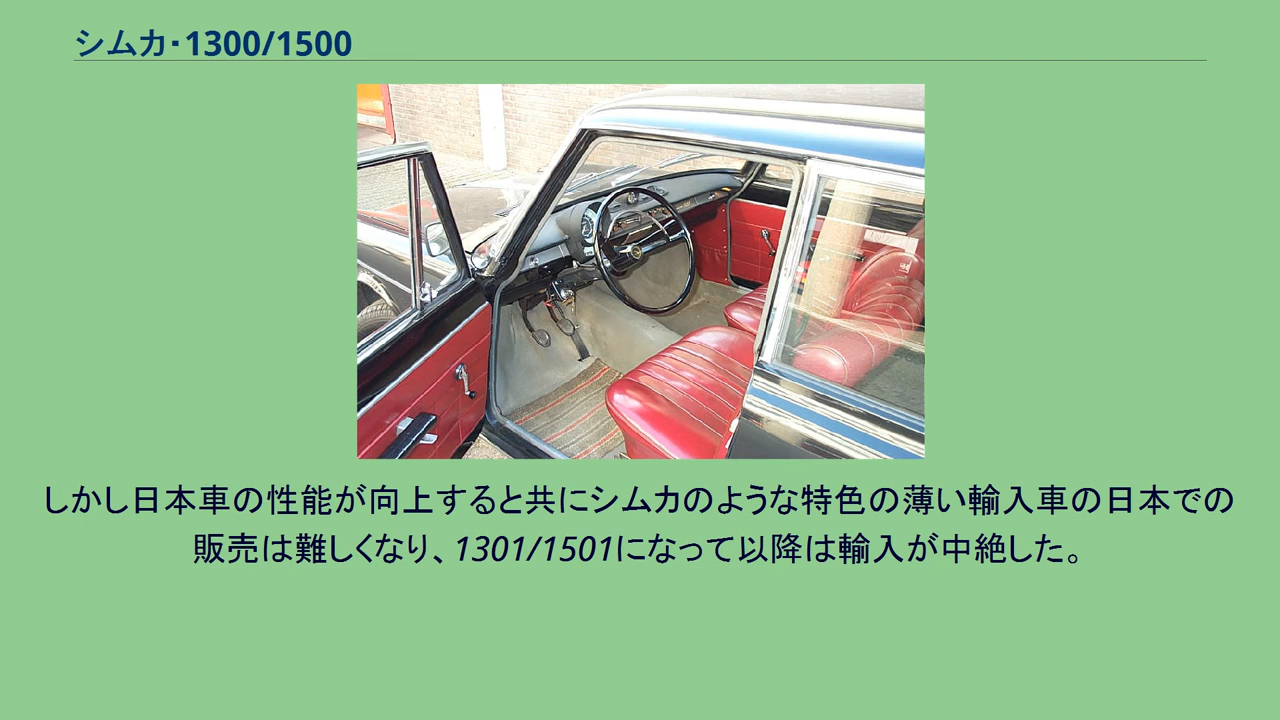 シムカ・1300/1500
しかし日本車の性能が向上すると共にシムカのような特色の薄い輸入車の日本での
販売は難しくなり、1301/1501になって以降は輸入が中絶した。